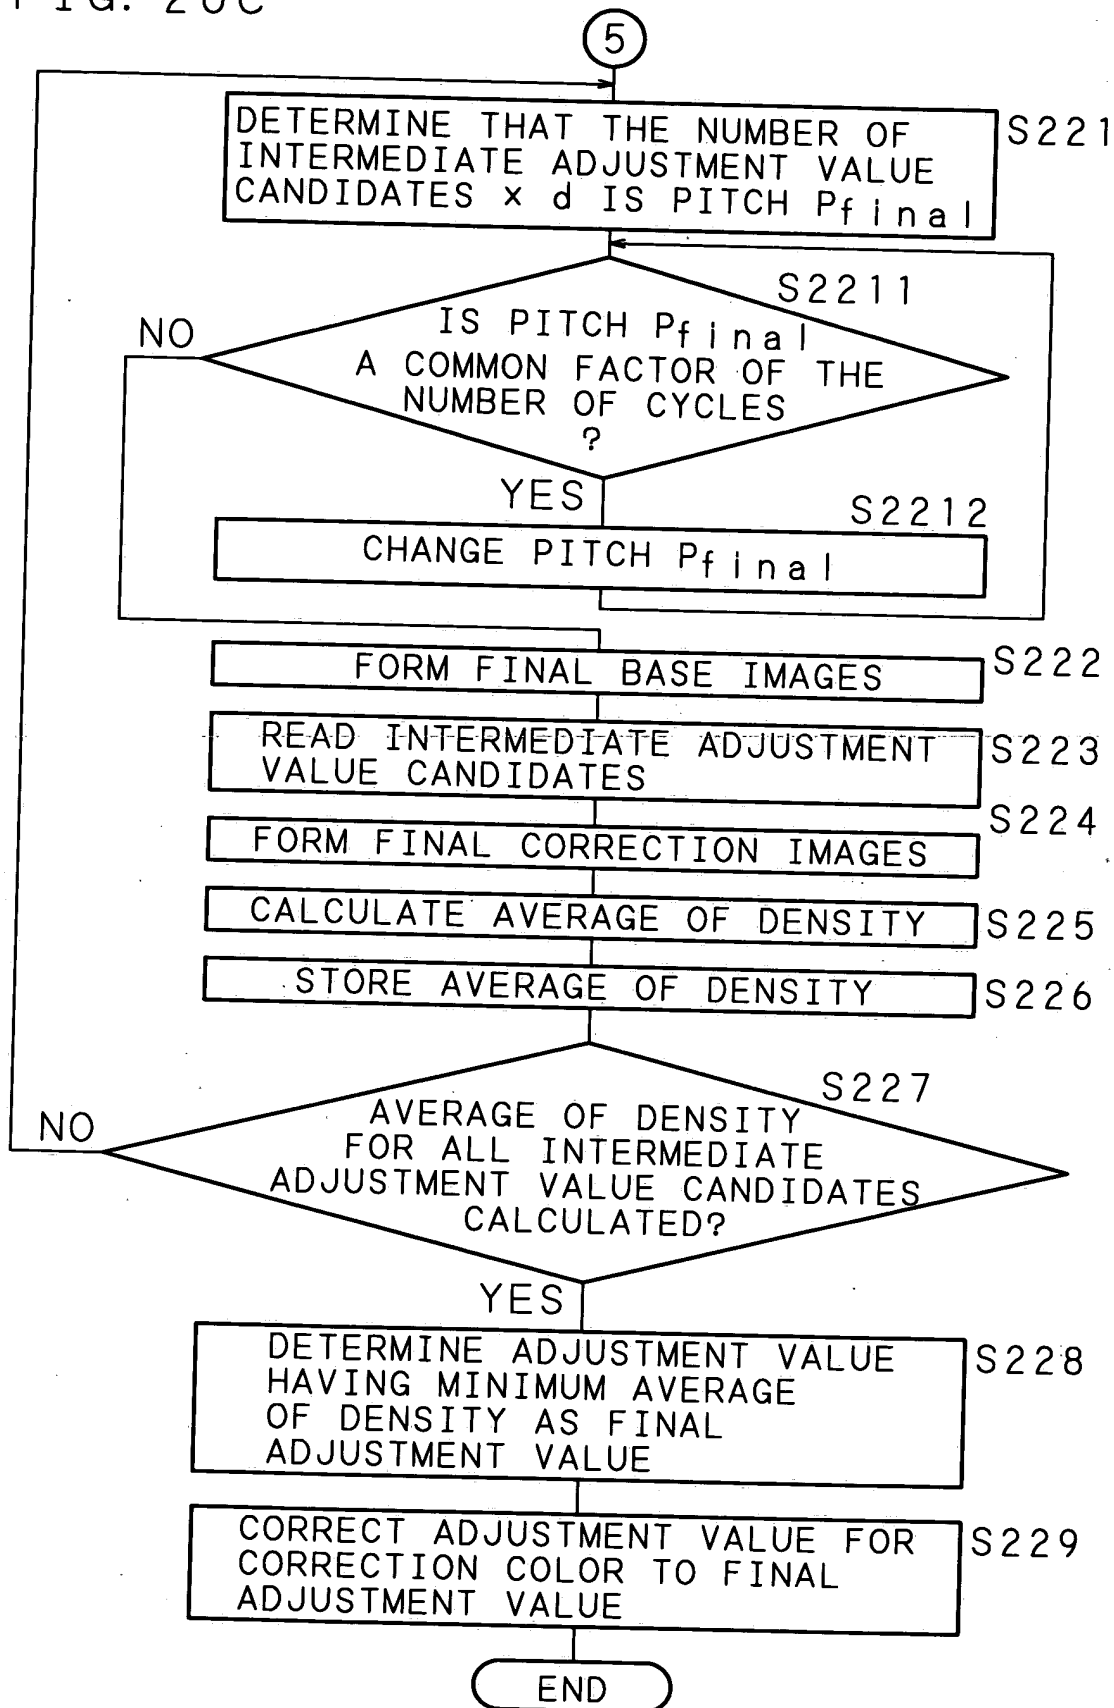 FIG. 20C
5
DETERMINE THAT THE NUMBER OF
INTERMEDIATE ADJUSTMENT VALUE
CANDIDATES × d IS PITCH Pfinal
S221
S2211
IS PITCH Pfinal
A COMMON FACTOR OF THE
NUMBER OF CYCLES
?
NO
YES
S2212
CHANGE PITCH Pfinal
FORM FINAL BASE IMAGES
S222
READ INTERMEDIATE ADJUSTMENT
VALUE CANDIDATES
S223
S224
FORM FINAL CORRECTION IMAGES
CALCULATE AVERAGE OF DENSITY
S225
STORE AVERAGE OF DENSITY
S226
S227
AVERAGE OF DENSITY
FOR ALL INTERMEDIATE
ADJUSTMENT VALUE CANDIDATES
CALCULATED?
NO
YES
DETERMINE ADJUSTMENT VALUE
HAVING MINIMUM AVERAGE
OF DENSITY AS FINAL
ADJUSTMENT VALUE
S228
CORRECT ADJUSTMENT VALUE FOR
CORRECTION COLOR TO FINAL
ADJUSTMENT VALUE
S229
END